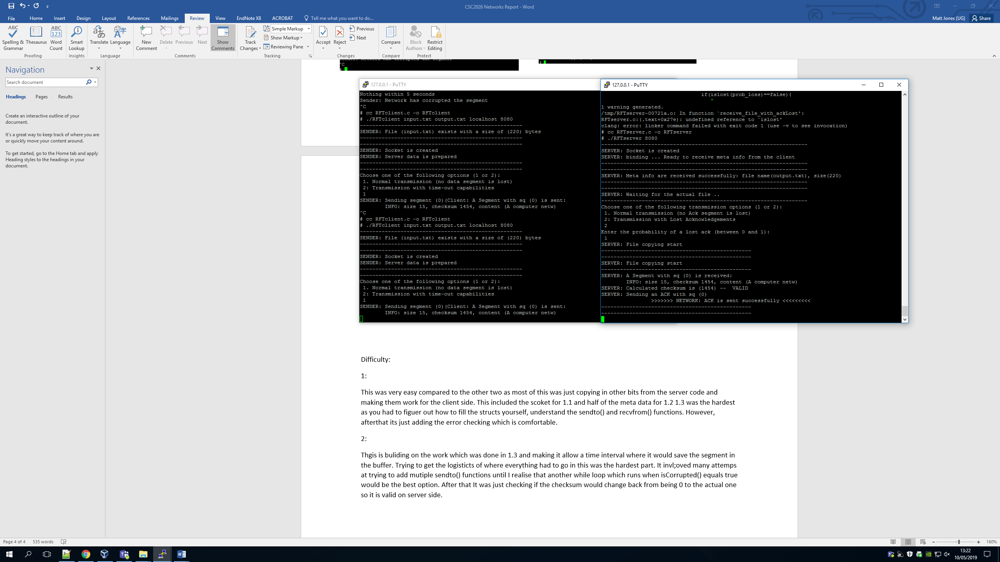 CSC2026 Networks Report - Word
File Home Insert Design Layout References Mailings Review View EndNote X8 ACROBAT Tell me what you want to do...
Matt Jones (UG) Share
ABC Spelling & Grammar
Thesaurus
ABC 123 Word Count
Proofing
Smart Lookup
Insights
Translate
Language
Language
New Comment
Delete
Previous
Next
Show Comments
Comments
Track Changes
Simple Markup
Show Markup
Reviewing Pane
Tracking
Accept
Reject
Previous
Next
Changes
Compare
Compare
Block Authors
Restrict Editing
Protect
Navigation
Search document
Headings Pages Results
Create an interactive outline of your
document.
It's a great way to keep track of where you are
or quickly move your content around.
To get started, go to the Home tab and apply
Heading styles to the headings in your
document.
^C
#
127.0.0.1 - PuTTY
Nothing within 5 seconds
Sender: Network has corrupted the segment
^C
# cc RFTclient.c -o RFTclient
# ./RFTclient input.txt output.txt localhost 8080
----------------------------------------------------
SENDER: File (input.txt) exists with a size of (220) bytes
----------------------------------------------------
----------------------------------------------------
SENDER: Socket is created
SENDER: Server data is prepared
----------------------------------------------------
----------------------------------------------------
Choose one of the following options (1 or 2):
1. Normal transmission (no data segment is lost)
2: Transmission with time-out capabilities
1
SENDER: Sending segment (0)(Client: A Segment with sq (0) is sent:
INFO: size 15, checksum 1454, content (A computer netw)
^C
# cc RFTclient.c -o RFTclient
# ./RFTclient input.txt output.txt localhost 8080
----------------------------------------------------
SENDER: File (input.txt) exists with a size of (220) bytes
----------------------------------------------------
----------------------------------------------------
SENDER: Socket is created
SENDER: Server data is prepared
----------------------------------------------------
----------------------------------------------------
Choose one of the following options (1 or 2):
1. Normal transmission (no data segment is lost)
2: Transmission with time-out capabilities
1
SENDER: Sending segment (0)(Client: A Segment with sq (0) is sent:
INFO: size 15, checksum 1454, content (A computer netw)
127.0.0.1 - PuTTY
if(islost(prob_loss)==false){
^
1 warning generated.
/tmp/RFTserver-00721a.o: In function `receive_file_with_ackLost':
RFTserver.c:(.text+0x27e): undefined reference to `islost'
clang: error: linker command failed with exit code 1 (use -v to see invocation)
# cc RFTserver.c -o RFTserver
# ./RFTserver 8080
------------------------------------------------------------------
SERVER: Socket is created
SERVER: binding ... Ready to receive meta info from the client
------------------------------------------------------------------
------------------------------------------------------------------
SERVER: Meta info are received successfully: file name(output.txt), size(220)
------------------------------------------------------------------
------------------------------------------------------------------
SERVER: Waiting for the actual file ..
------------------------------------------------------------------
Choose one of the following transmission options (1 or 2):
1. Normal transmission (no Ack segment is lost)
2: Transmission with Lost Acknowledgements
2
Enter the probability of a lost ack (between 0 and 1):
1
SERVER: File copying start
------------------------------------------------
------------------------------------------------
SERVER: File copying start
------------------------------------------------
SERVER: A Segment with sq (0) is received:
INFO: size 15, checksum 1454, content (A computer netw)
SERVER: Calculated checksum is (1454) -- VALID
SERVER: Sending an ACK with sq (0)
>>>>>>> NETWORK: ACK is sent successfully <<<<<<<<<
------------------------------------------------
------------------------------------------------
Difficulty:
1:
This was very easy compared to the other two as most of this was just copying in other bits from the server code and
making them work for the client side. This included the scoket for 1.1 and half of the meta data for 1.2 1.3 was the hardest
as you had to figuer out how to fill the structs yourself, understand the sendto() and recvfrom() functions. However,
afterthat its just adding the error checking which is comfortable.
2:
Thgis is buliding on the work which was done in 1.3 and making it allow a time interval where it would save the segment in
the buffer. Trying to get the logisticts of where everything had to go in this was the hardest part. It invl;oved many attemps
at trying to add mutiple sendto() functions until I realise that another while loop which runs when isCorrupted() equals true
would be the best option. After that It was just checking if the checksum would change back from being 0 to the actual one
so it is valid on server side.
Page 4 of 4 535 words
160%
13:22
10/05/2019